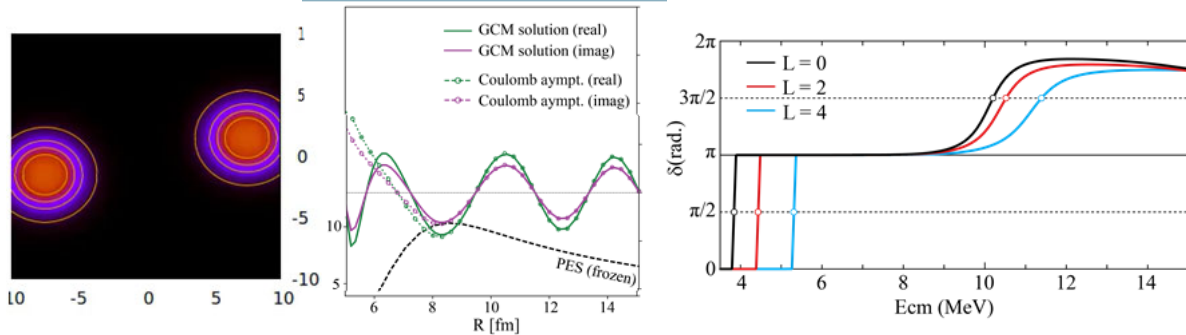 1
5
0
-5
-10
10
-5
0
5
10
GCM solution (real)
GCM solution (imag)
Coulomb aympt. (real)
Coulomb aympt. (imag)
10
5
PES (frozen)
6
8
10
12
14
R [fm]
2π
3π/2
π
π/2
0
δ(rad.)
L = 0
L = 2
L = 4
4
6
8
10
12
14
Ecm (MeV)